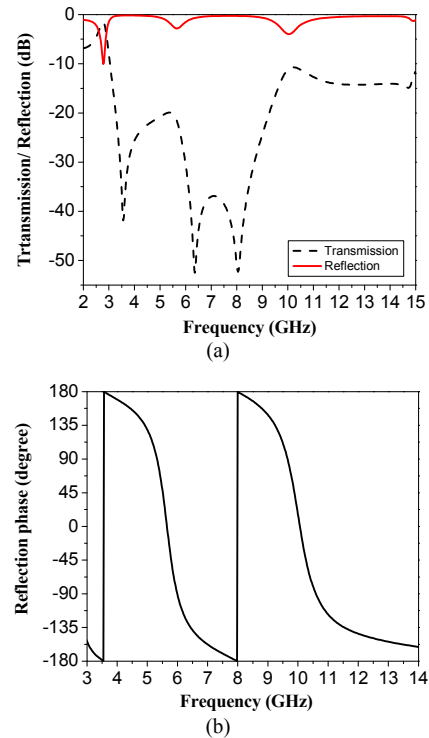 Trtansmission/ Reflection (dB)
0
-10
-20
-30
-40
-50
Transmission
Reflection
2 3 4 5 6 7 8 9 10 11 12 13 14 15
Frequency (GHz)
(a)
Reflection phase (degree)
180
135
90
45
0
-45
-90
-135
-180
3 4 5 6 7 8 9 10 11 12 13 14
Frequency (GHz)
(b)